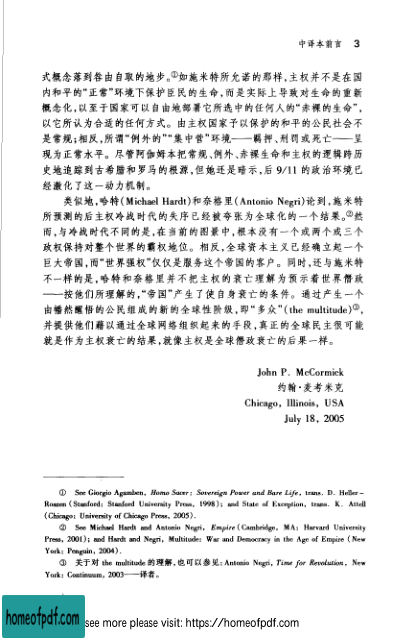 中译本前言 3
式概念落到咎由自取的地步。①如施米特所允诺的那样,主权并不是在国
内和平的“正常”环境下保护臣民的生命,而是实际上导致对生命的重新
概念化,以至于国家可以自由地部署它所选中的任何人的“赤裸的生命”,
以它所认为合适的任何方式。由主权国家予以保护的和平的公民社会不
是常规;相反,所谓“例外的”“集中营”环境——羁押、刑罚或死亡——呈
现为正常水平。尽管阿伽姆本把常规、例外、赤裸生命和主权的逻辑跨历
史地追踪到古希腊和罗马的根源,但他还是暗示,后 9/11 的政治环境已
经激化了这一动力机制。
类似地,哈特(Michael Hardt)和奈格里(Antonio Negri)论到,施米特
所预测的后主权冷战时代的失序已经被夸张为全球化的一个结果。②然
而,与冷战时代不同的是,在当前的图景中,根本没有一个或两个或三个
政权保持对整个世界的霸权地位。相反,全球资本主义已经确立起一个
巨大帝国,而“世界强权”仅仅是服务这个帝国的客户。同时,还与施米特
不一样的是,哈特和奈格里并不把主权的衰亡理解为预示着世界僭政
——按他们所理解的,“帝国”产生了使自身衰亡的条件。通过产生一个
由幡然醒悟的公民组成的新的全球性阶级,即“多众”(the multitude)③,
并提供他们藉以通过全球网络组织起来的手段,真正的全球民主很可能
就是作为主权衰亡的结果,就像主权是全球僭政衰亡的后果一样。
John P. McCormick
约翰·麦考米克
Chicago, Illinois, USA
July 18, 2005
① See Giorgio Agamben, Homo Sacer: Sovereign Power and Bare Life, trans. D. Heller-
Roazen (Stanford: Stanford University Press, 1998); and State of Exception, trans. K. Attell
(Chicago: University of Chicago Press, 2005).
② See Michael Hardt and Antonio Negri, Empire (Cambridge, MA: Harvard University
Press, 2001); and Hardt and Negri, Multitude: War and Democracy in the Age of Empire (New
York: Penguin, 2004).
③ 关于对 the multitude 的理解,也可以参见:Antonio Negri, Time for Revolution, New
York: Continuum, 2003——译者。
homeofpdf.com
see more please visit: https://homeofpdf.com